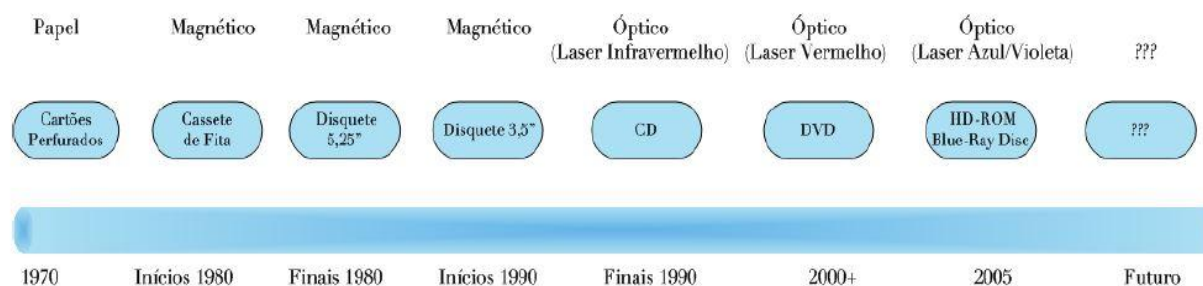 Papel
Magnético
Magnético
Magnético
Óptico
(Laser Infravermelho)
Óptico
(Laser Vermelho)
Óptico
(Laser Azul/Violeta)
???
Cartões
Perfurados
Cassete
de Fita
Disquete
5,25”
Disquete 3,5”
CD
DVD
HD-ROM
Blue-Ray Disc
???
1970
Inícios 1980
Finais 1980
Inícios 1990
Finais 1990
2000+
2005
Futuro